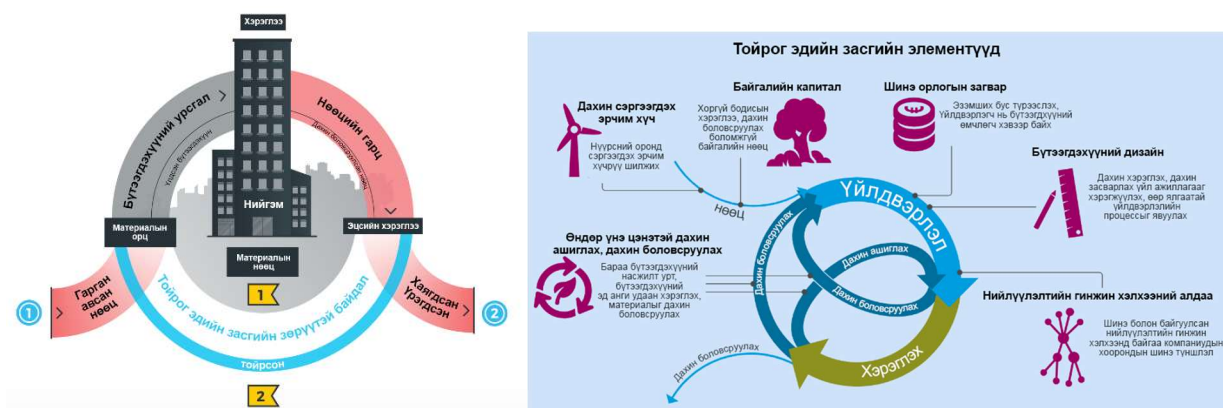 Хэрэглээ
Бүтээгдэхүүний урсгал
Нөөцийн гарц
Нийгэм
Материалын
орц
Эцсийн хэрэглээ
Материалын
нөөц
1
Гарган
авсан
нөөц
1
Хаягдсан
Үрэгдсэн
2
Тойрог эдийн засгийн зөрүүтэй байдал
тойрсон
2
Тойрог эдийн засгийн элементүүд
Дахин сэргээгдэх
эрчим хүч
Нүүрсний оронд
сэргээгдэх эрчим
хүчрүү шилжих
Байгалийн капитал
Хоргүй бодисын
хэрэглээ, дахин
боловсруулах
боломжгүй
байгалийн нөөц
Шинэ орлогын загвар
Эзэмших бус түрээслэх,
Үйлдвэрлэгч нь бүтээгдхүүний
өмчлөгч хэвээр байх
Бүтээгдэхүүний дизайн
Дахин хэрэглэх, дахин
засварлах үйл ажиллагааг
хэрэгжүүлэх, өөр ялгаатай
үйлдвэрлэлийн
процессыг явуулах
нөөц
Үйлдвэрлэл
Өндөр үнэ цэнэтэй дахин
ашиглах, дахин боловсруулах
Бараа бүтээгдэхүүний
насжилт урт,
бүтээгдэхүүний
эд анги удаан хэрэглэх,
материалыг дахин
боловсруулах
Дахин боловсруулах
Дахин ашиглах
Дахин боловсруулах
Нийлүүлэлтийн гинжин хэлхээний алдаа
Шинэ болон байгуулсан
нийлүүлэлтийн гинжин
хэлхээнд байгаа компаниудын
хоорондын шинэ түншлэл
Хэрэглэх
Дахин боловсруулах